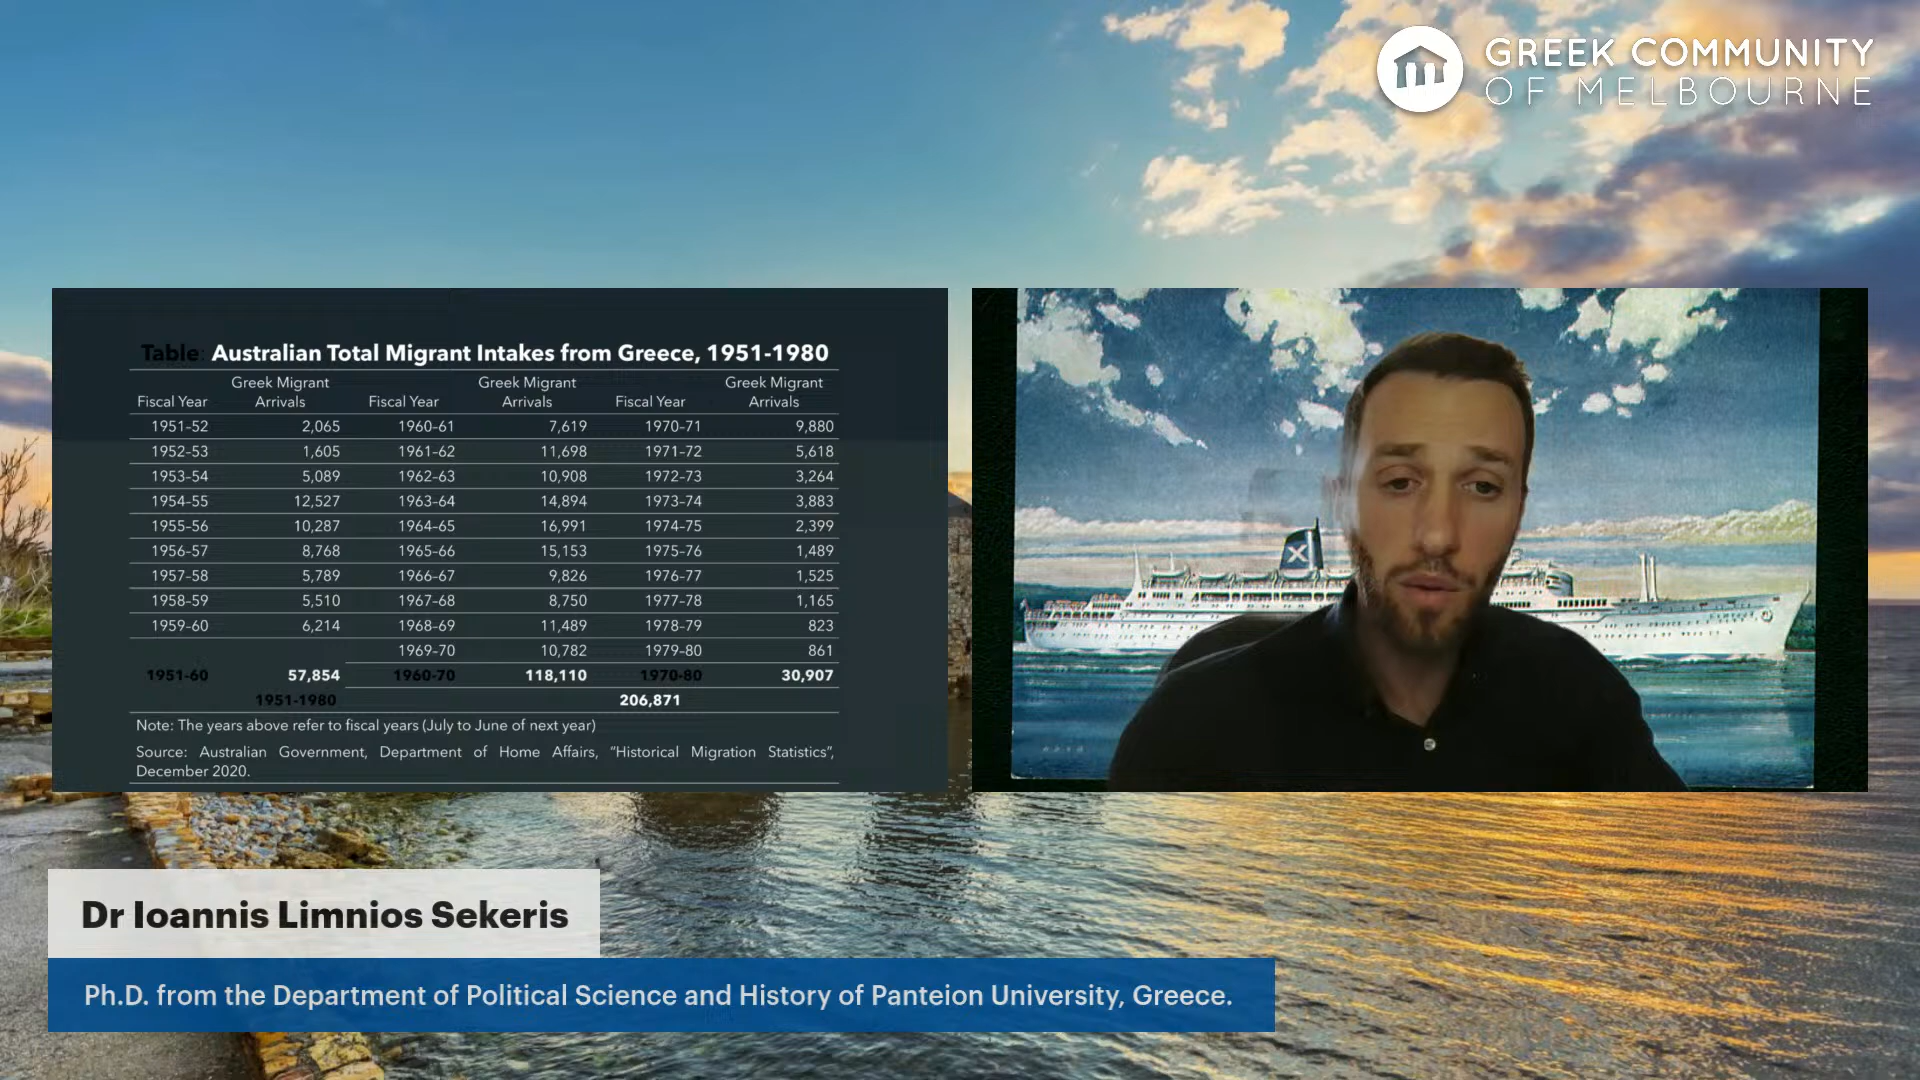 GREEK COMMUNITY
OF MELBOURNE
Table: Australian Total Migrant Intakes from Greece, 1951-1980
Greek Migrant Greek Migrant Greek Migrant
Fiscal Year Arrivals Fiscal Year Arrivals Fiscal Year Arrivals
1951–52 2,065 1960–61 7,619 1970–71 9,880
1952–53 1,605 1961–62 11,698 1971–72 5,618
1953–54 5,089 1962–63 10,908 1972–73 3,264
1954–55 12,527 1963–64 14,894 1973–74 3,883
1955–56 10,287 1964–65 16,991 1974–75 2,399
1956–57 8,768 1965–66 15,153 1975–76 1,489
1957–58 5,789 1966–67 9,826 1976–77 1,525
1958–59 5,510 1967–68 8,750 1977–78 1,165
1959–60 6,214 1968–69 11,489 1978–79 823
1969–70 10,782 1979–80 861
1951-60 57,854 1960-70 118,110 1970-80 30,907
1951-1980 206,871
Note: The years above refer to fiscal years (July to June of next year)
Source: Australian Government, Department of Home Affairs, “Historical Migration Statistics”,
December 2020.
X
Dr Ioannis Limnios Sekeris
Ph.D. from the Department of Political Science and History of Panteion University, Greece.